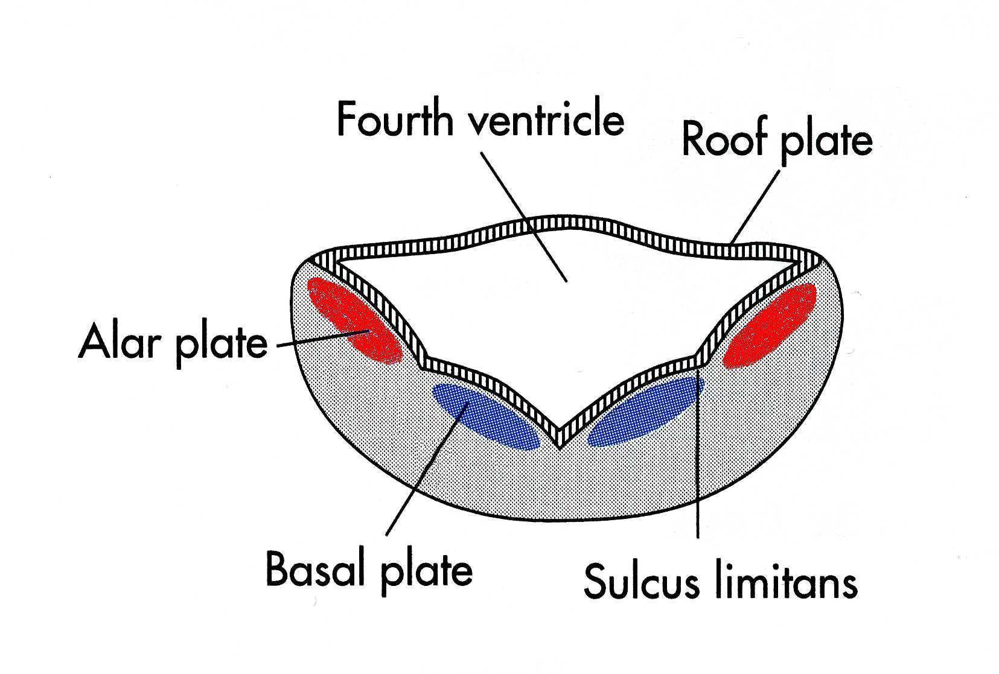 Fourth ventricle
Roof plate
Alar plate
Basal plate
Sulcus limitans